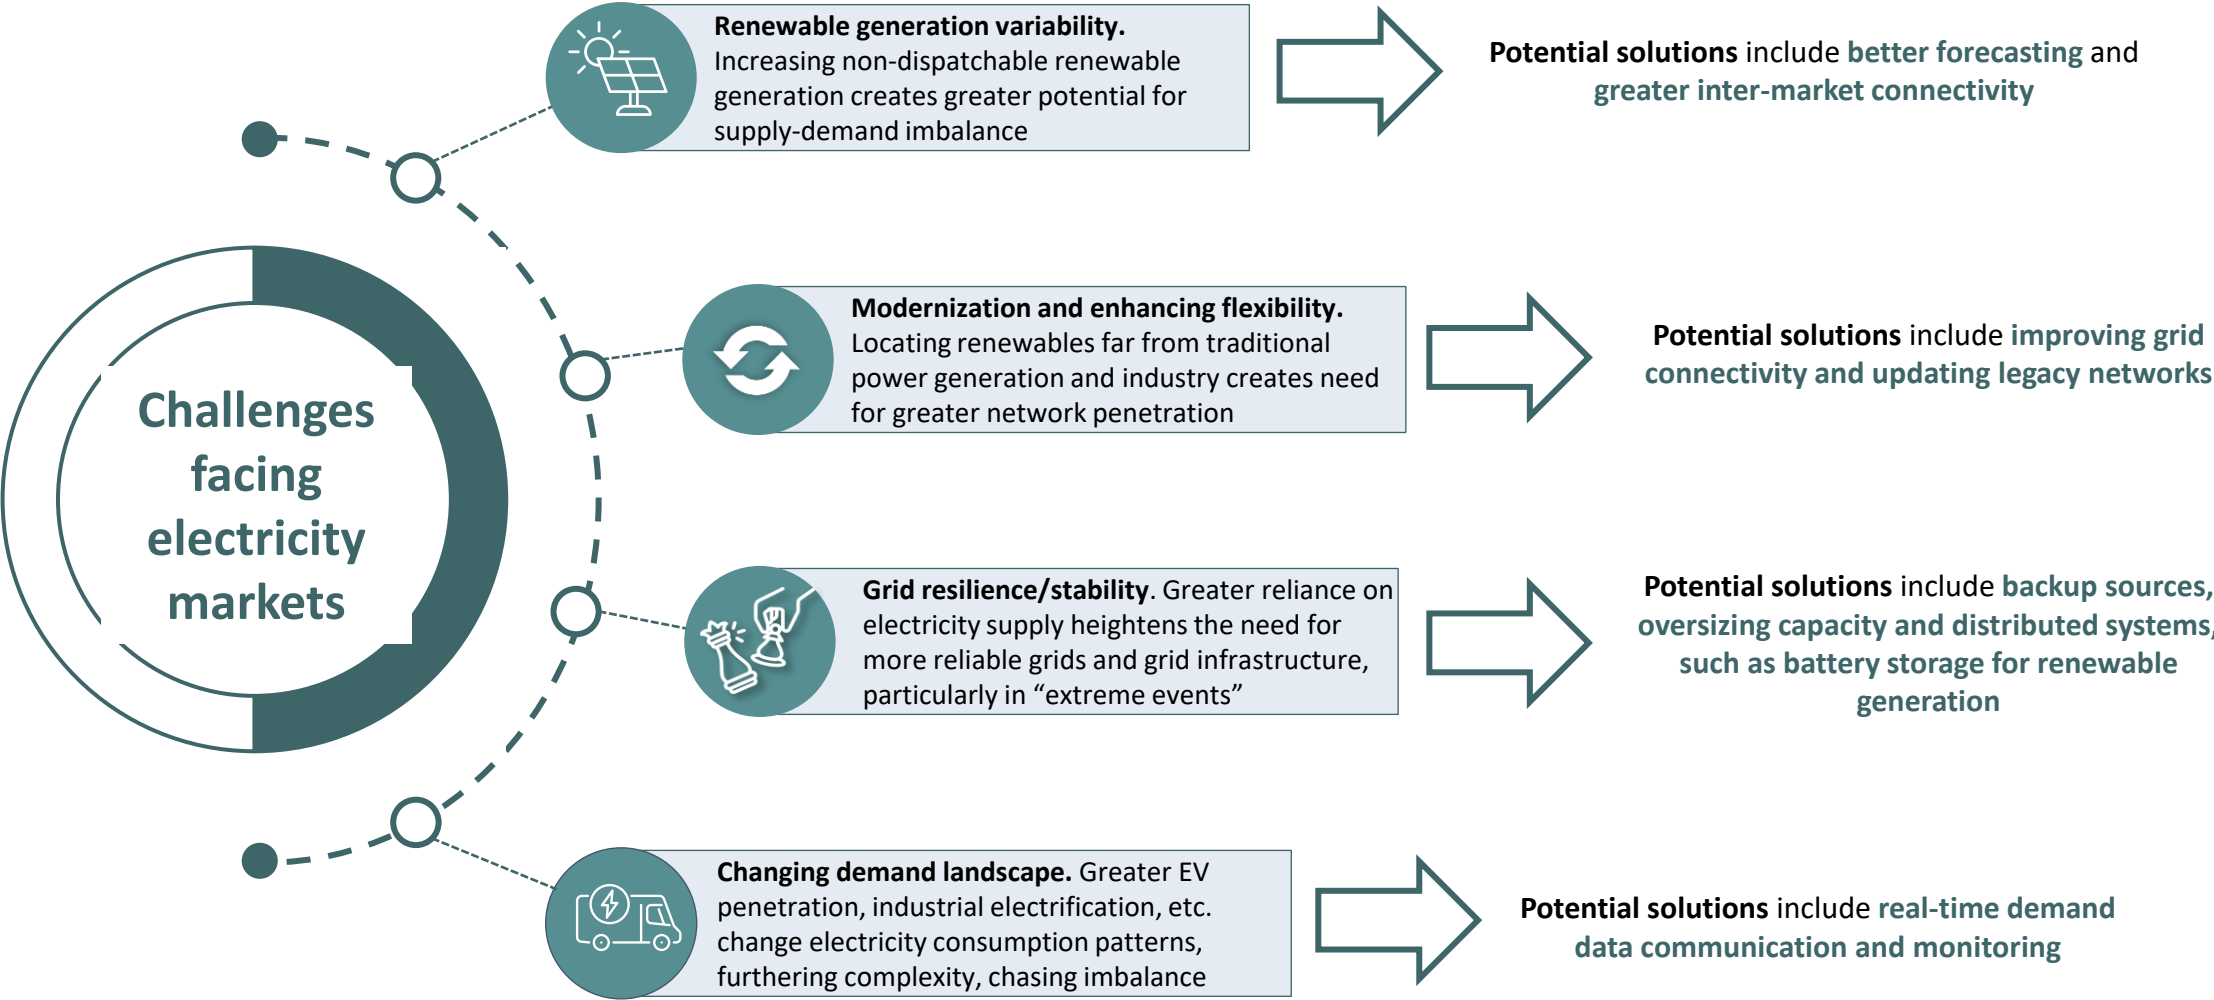 Challenges
facing
electricity
markets
Renewable generation variability.
Increasing non-dispatchable renewable
generation creates greater potential for
supply-demand imbalance
Potential solutions include better forecasting and
greater inter-market connectivity
Modernization and enhancing flexibility.
Locating renewables far from traditional
power generation and industry creates need
for greater network penetration
Potential solutions include improving grid
connectivity and updating legacy networks
Grid resilience/stability. Greater reliance on
electricity supply heightens the need for
more reliable grids and grid infrastructure,
particularly in “extreme events”
Potential solutions include backup sources,
oversizing capacity and distributed systems,
such as battery storage for renewable
generation
Changing demand landscape. Greater EV
penetration, industrial electrification, etc.
change electricity consumption patterns,
furthering complexity, chasing imbalance
Potential solutions include real-time demand
data communication and monitoring